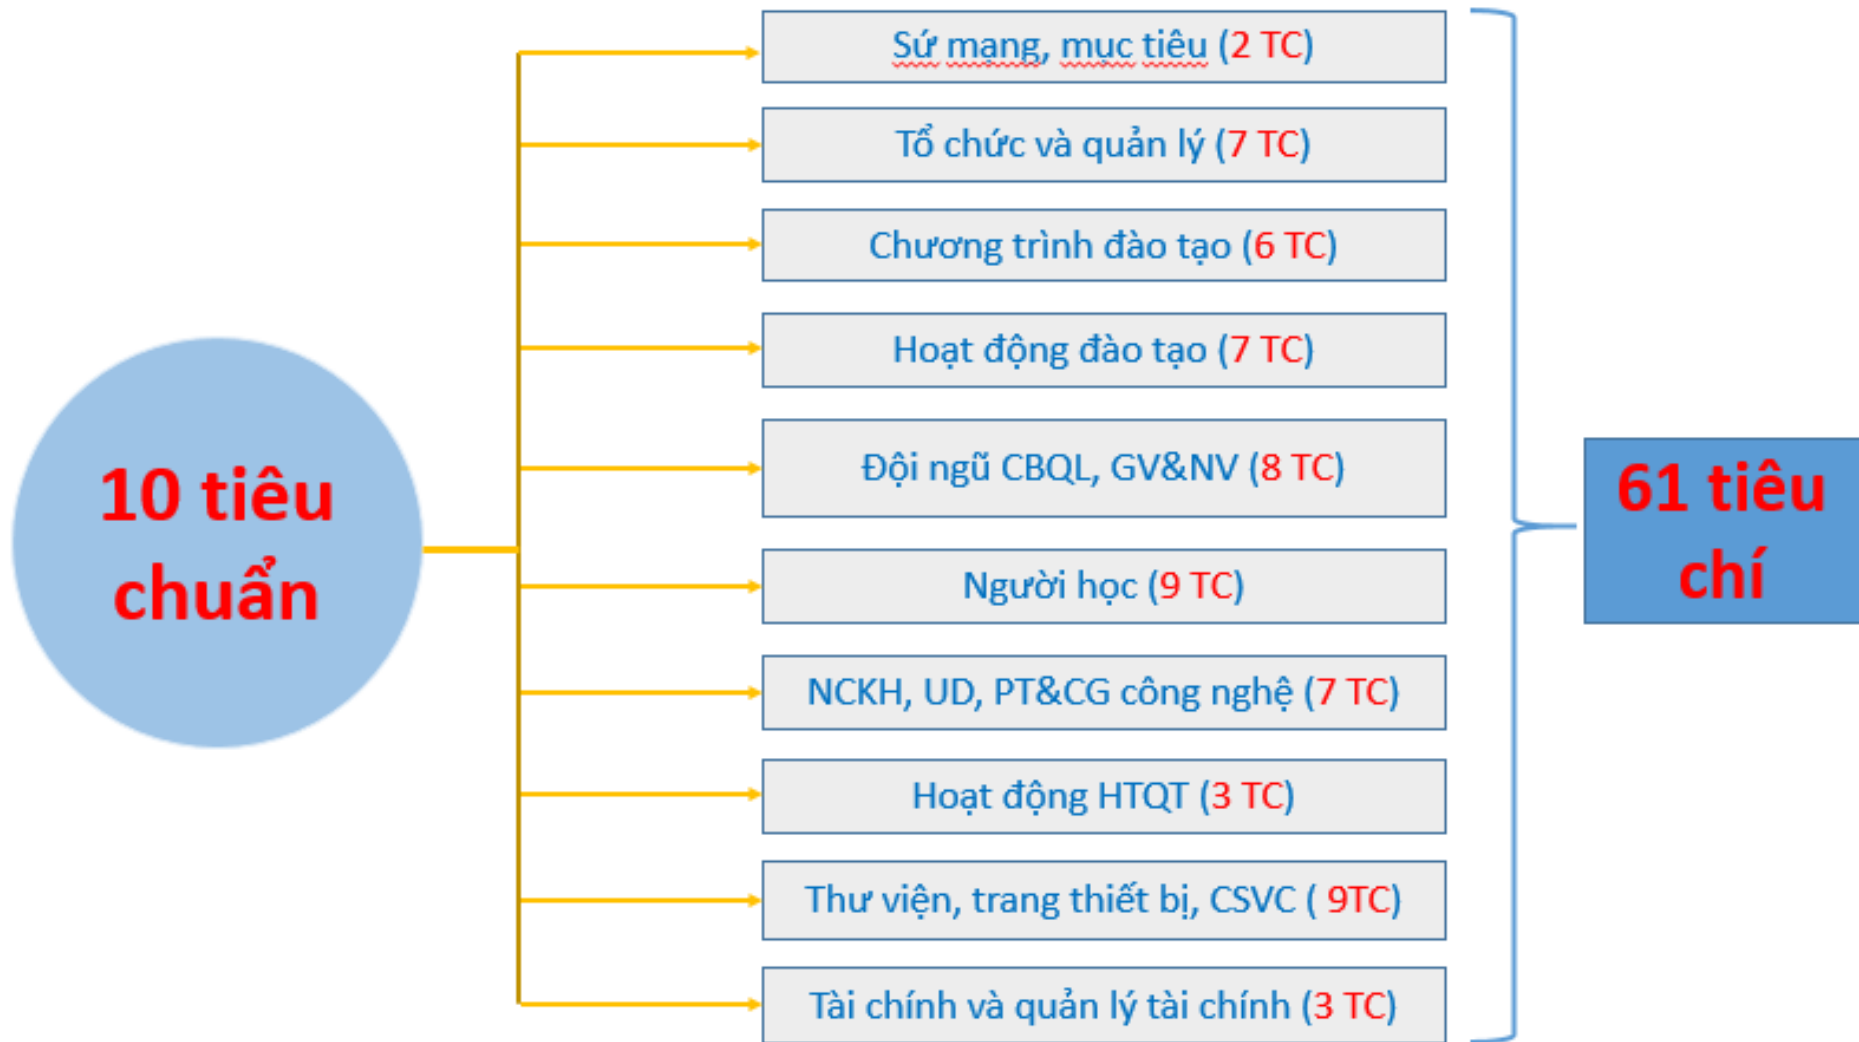 Sứ mạng, mục tiêu (2 TC)
Tổ chức và quản lý (7 TC)
Chương trình đào tạo (6 TC)
Hoạt động đào tạo (7 TC)
Đội ngũ CBQL, GV&NV (8 TC)
Người học (9 TC)
NCKH, UD, PT&CG công nghệ (7 TC)
Hoạt động HTQT (3 TC)
Thư viện, trang thiết bị, CSVC ( 9TC)
Tài chính và quản lý tài chính (3 TC)
10 tiêu
chuẩn
61 tiêu
chí